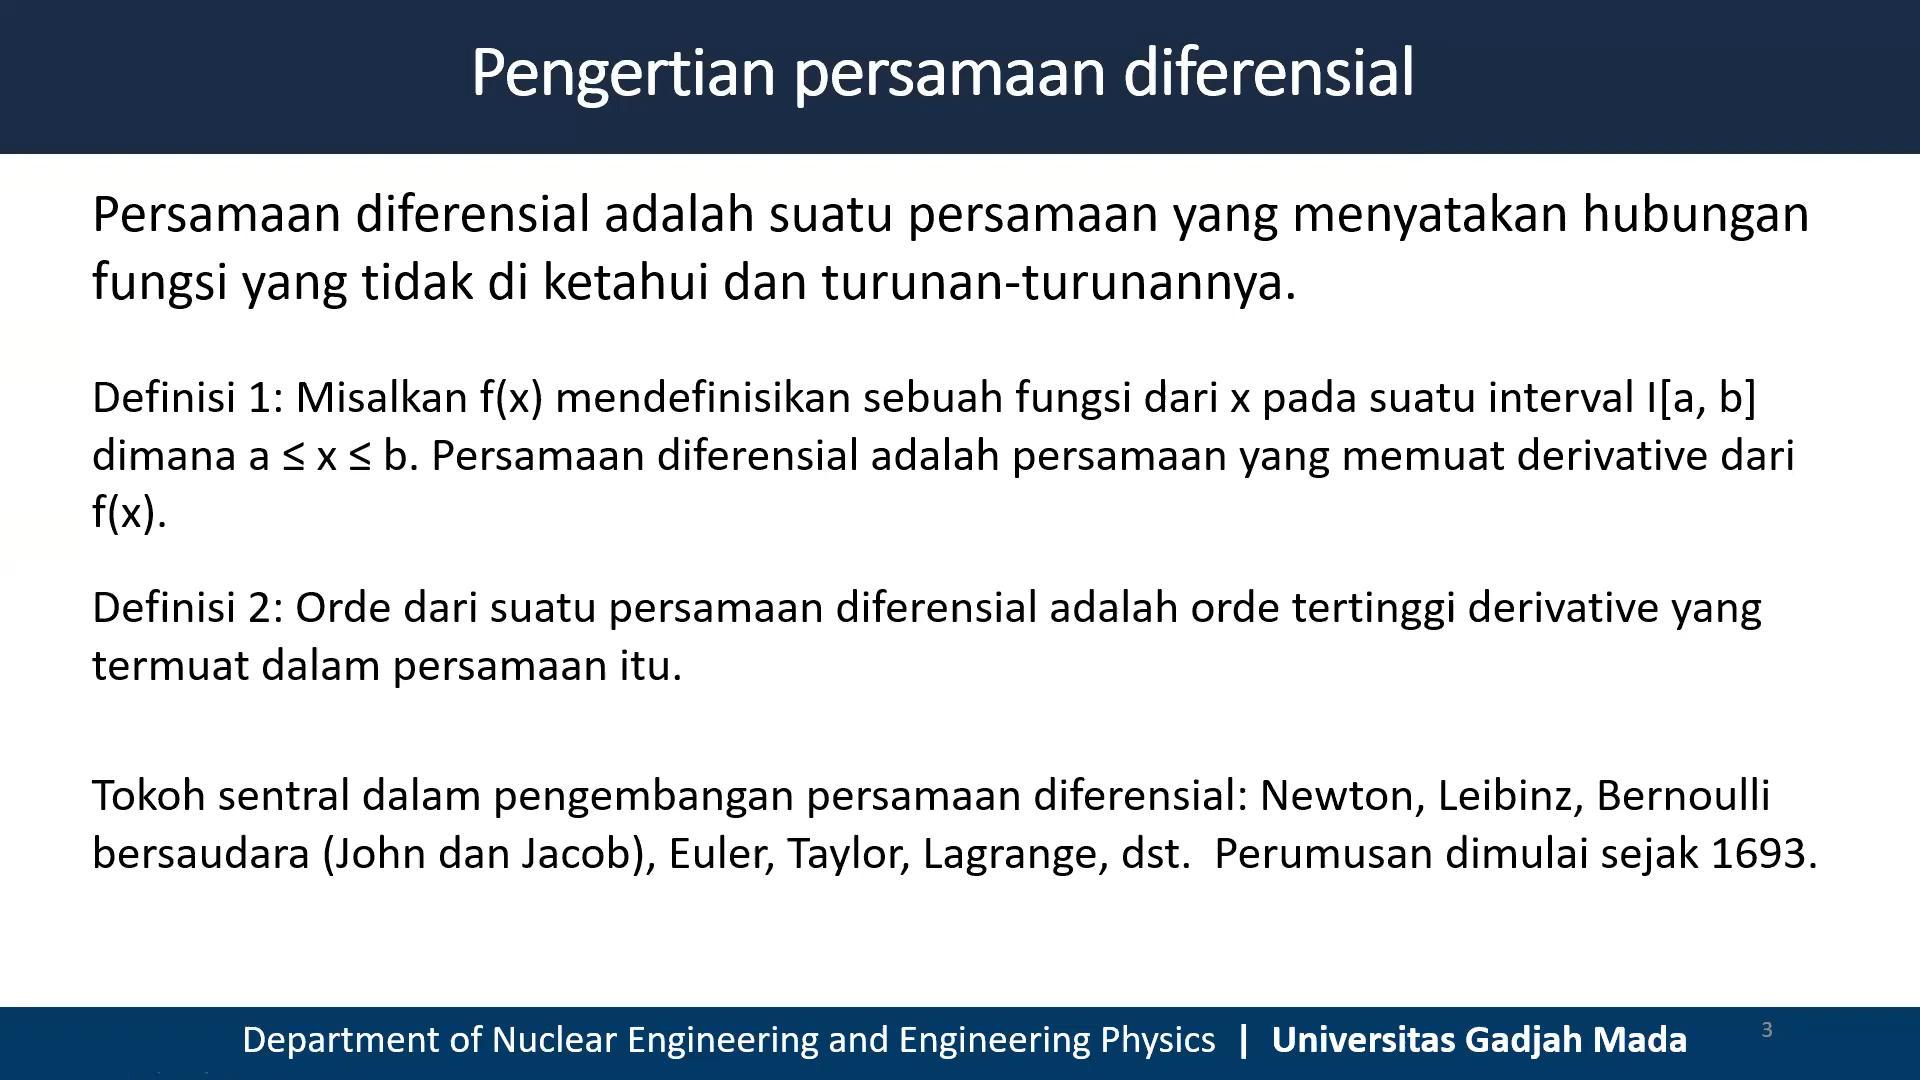 Pengertian persamaan diferensial
Persamaan diferensial adalah suatu persamaan yang menyatakan hubungan
fungsi yang tidak di ketahui dan turunan-turunannya.
Definisi 1: Misalkan f(x) mendefinisikan sebuah fungsi dari x pada suatu interval I[a, b]
dimana a ≤ x ≤ b. Persamaan diferensial adalah persamaan yang memuat derivative dari
f(x).
Definisi 2: Orde dari suatu persamaan diferensial adalah orde tertinggi derivative yang
termuat dalam persamaan itu.
Tokoh sentral dalam pengembangan persamaan diferensial: Newton, Leibinz, Bernoulli
bersaudara (John dan Jacob), Euler, Taylor, Lagrange, dst. Perumusan dimulai sejak 1693.
Department of Nuclear Engineering and Engineering Physics | Universitas Gadjah Mada 3